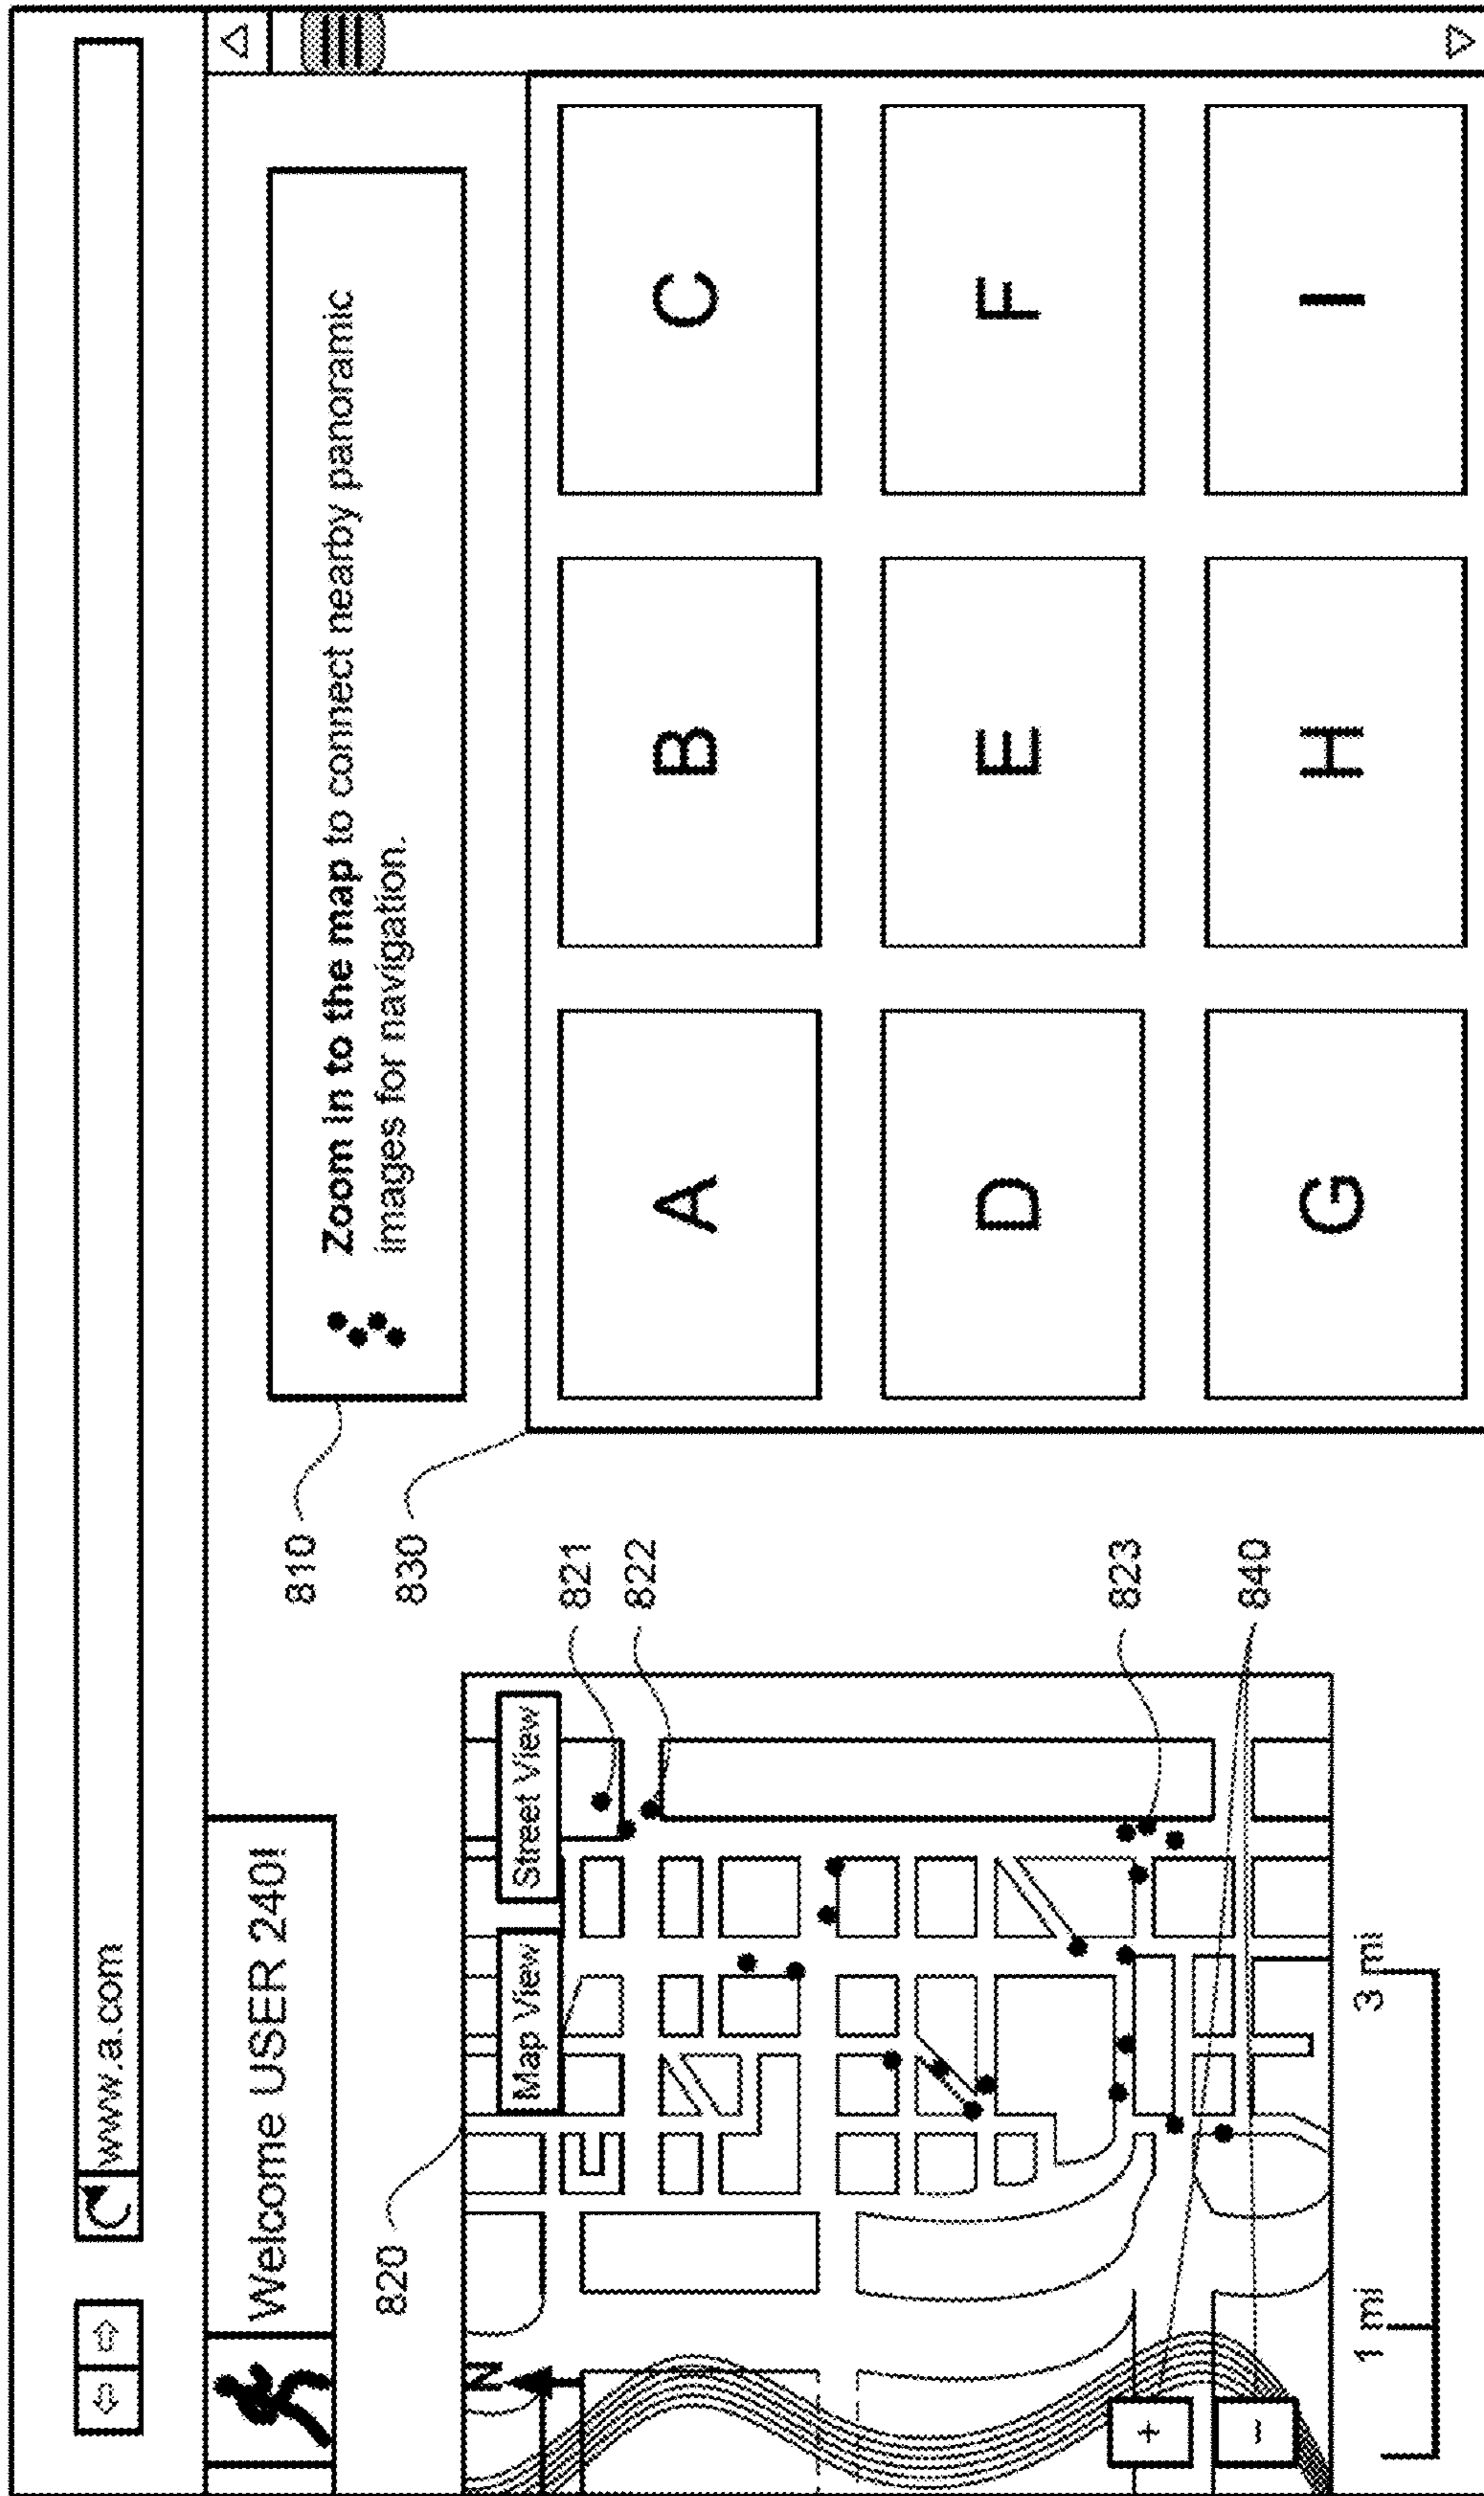 www.a.com
Welcome USER 240!
810
Zoom in to the map to connect nearby panoramic
images for navigation.
820
830
N
Map View
Street View
821
822
A
B
C
D
E
F
823
+
-
840
G
H
I
1 mi
3 mi